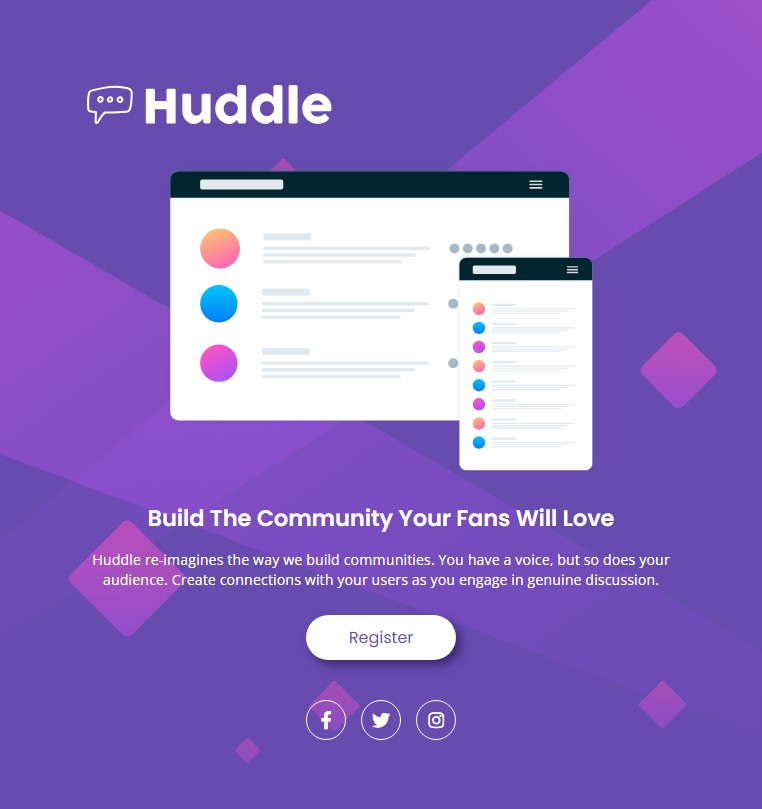 Huddle
Build The Community Your Fans Will Love
Huddle re-imagines the way we build communities. You have a voice, but so does your
audience. Create connections with your users as you engage in genuine discussion.
Register